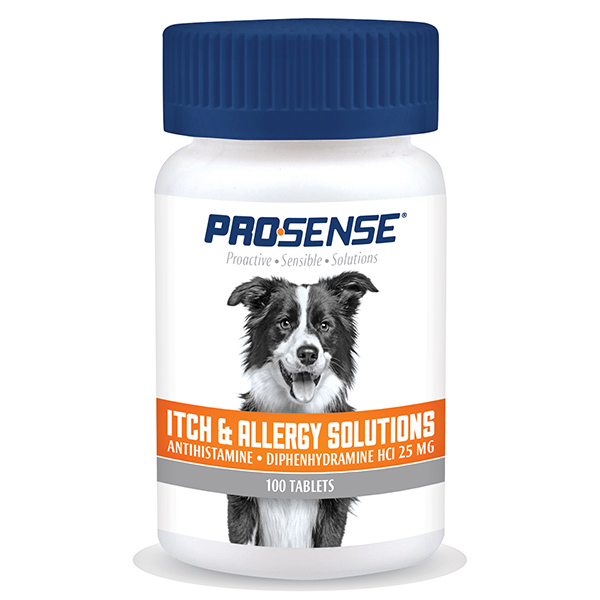 PRO•SENSE®
Proactive • Sensible • Solutions
ITCH & ALLERGY SOLUTIONS
ANTIHISTAMINE • DIPHENHYDRAMINE HCl 25 MG
100 TABLETS